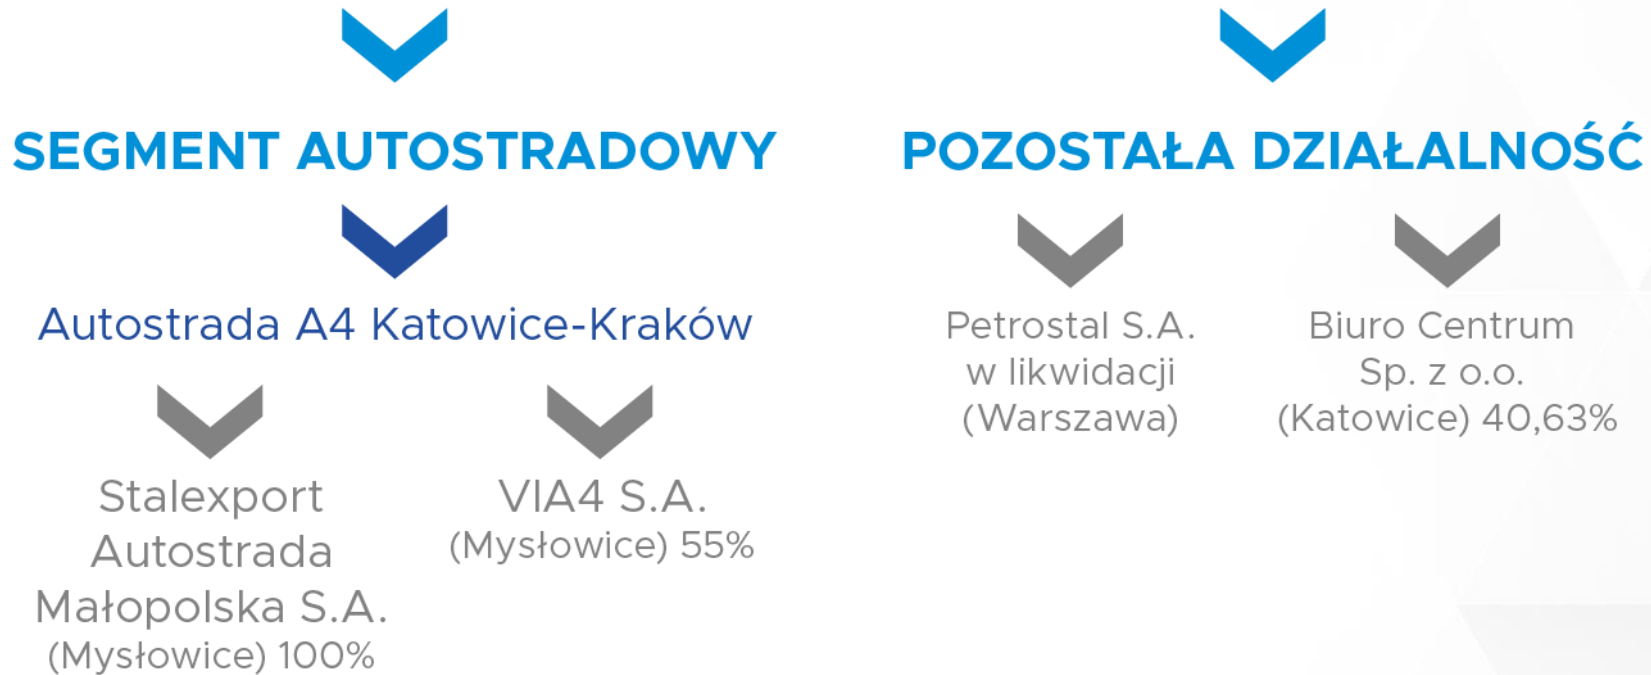 SEGMENT AUTOSTRADOWY
Autostrada A4 Katowice-Kraków
Stalexport
Autostrada
Małopolska S.A.
(Mysłowice) 100%
VIA4 S.A.
(Mysłowice) 55%
POZOSTAŁA DZIAŁALNOŚĆ
Petrostal S.A.
w likwidacji
(Warszawa)
Biuro Centrum
Sp. z o.o.
(Katowice) 40,63%